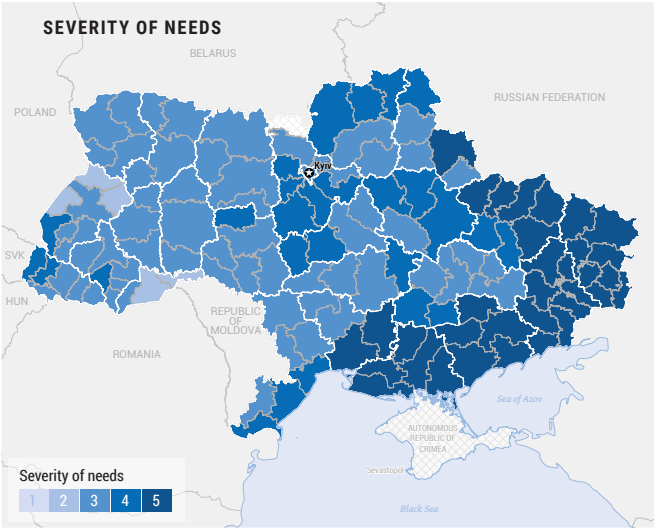 SEVERITY OF NEEDS
BELARUS
POLAND
RUSSIAN FEDERATION
Kyiv
SVK
HUN
REPUBLIC
OF
MOLDOVA
ROMANIA
Sea of Azov
AUTONOMOUS
REPUBLIC OF
CRIMEA
Sevastopol
Black Sea
Severity of needs
1 2 3 4 5